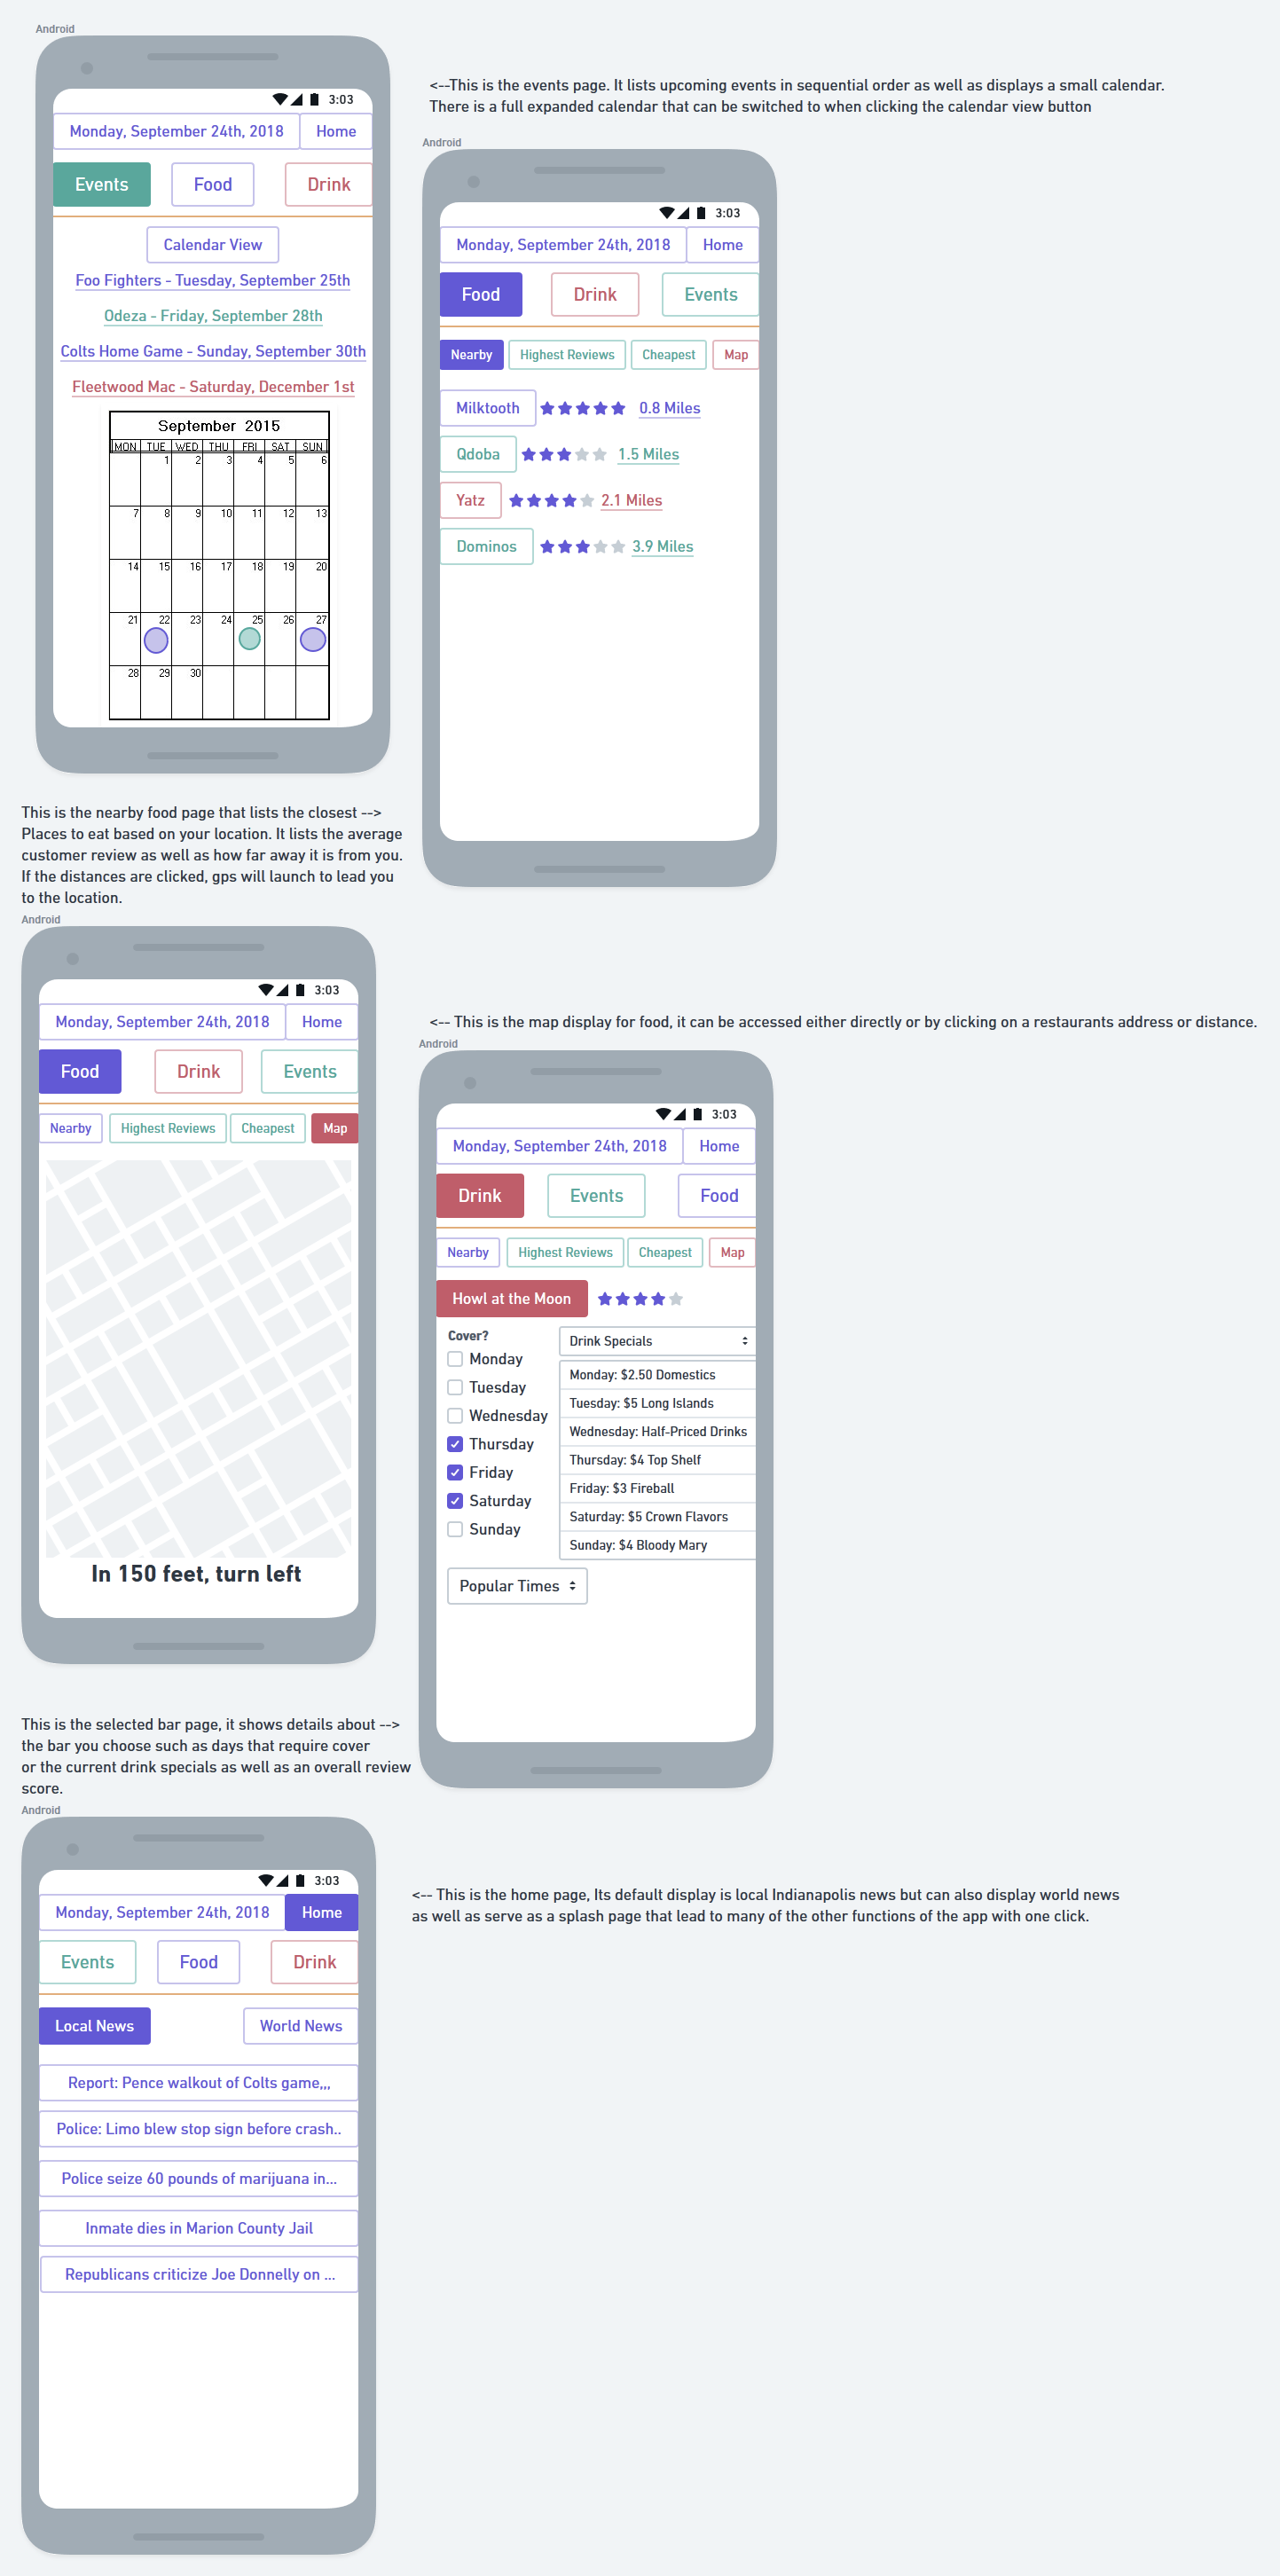 Android
3:03
Monday, September 24th, 2018 Home
Events Food Drink
Calendar View
Foo Fighters - Tuesday, September 25th
Odeza - Friday, September 28th
Colts Home Game - Sunday, September 30th
Fleetwood Mac - Saturday, December 1st
September 2015
MON TUE WED THU FRI SAT SUN
1 2 3 4 5 6
7 8 9 10 11 12 13
14 15 16 17 18 19 20
21 22 23 24 25 26 27
28 29 30
<--This is the events page. It lists upcoming events in sequential order as well as displays a small calendar.
There is a full expanded calendar that can be switched to when clicking the calendar view button
Android
3:03
Monday, September 24th, 2018 Home
Food Drink Events
Nearby Highest Reviews Cheapest Map
Milktooth 0.8 Miles
Qdoba 1.5 Miles
Yatz 2.1 Miles
Dominos 3.9 Miles
This is the nearby food page that lists the closest -->
Places to eat based on your location. It lists the average
customer review as well as how far away it is from you.
If the distances are clicked, gps will launch to lead you
to the location.
Android
3:03
Monday, September 24th, 2018 Home
Food Drink Events
Nearby Highest Reviews Cheapest Map
In 150 feet, turn left
<-- This is the map display for food, it can be accessed either directly or by clicking on a restaurants address or distance.
Android
3:03
Monday, September 24th, 2018 Home
Drink Events Food
Nearby Highest Reviews Cheapest Map
Howl at the Moon
Cover?
Monday
Tuesday
Wednesday
Thursday
Friday
Saturday
Sunday
Drink Specials
Monday: $2.50 Domestics
Tuesday: $5 Long Islands
Wednesday: Half-Priced Drinks
Thursday: $4 Top Shelf
Friday: $3 Fireball
Saturday: $5 Crown Flavors
Sunday: $4 Bloody Mary
Popular Times
This is the selected bar page, it shows details about -->
the bar you choose such as days that require cover
or the current drink specials as well as an overall review
score.
Android
3:03
Monday, September 24th, 2018 Home
Events Food Drink
Local News World News
Report: Pence walkout of Colts game,,,
Police: Limo blew stop sign before crash..
Police seize 60 pounds of marijuana in...
Inmate dies in Marion County Jail
Republicans criticize Joe Donnelly on ...
<-- This is the home page, Its default display is local Indianapolis news but can also display world news
as well as serve as a splash page that lead to many of the other functions of the app with one click.